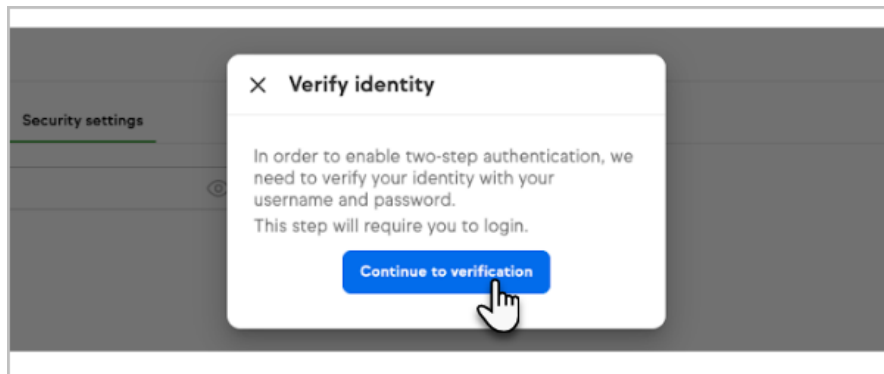 Verify identity
Security settings
In order to enable two-step authentication, we
need to verify your identity with your
username and password.
This step will require you to login.
Continue to verification